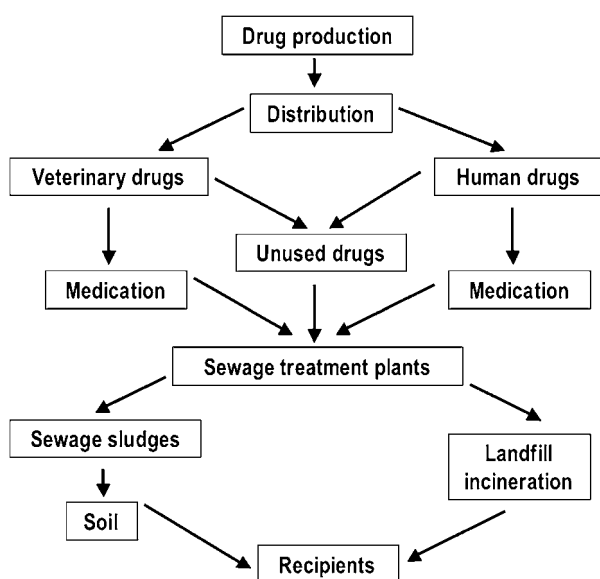 Drug production
Distribution
Veterinary drugs
Human drugs
Unused drugs
Medication
Medication
Sewage treatment plants
Sewage sludges
Landfill
incineration
Soil
Recipients